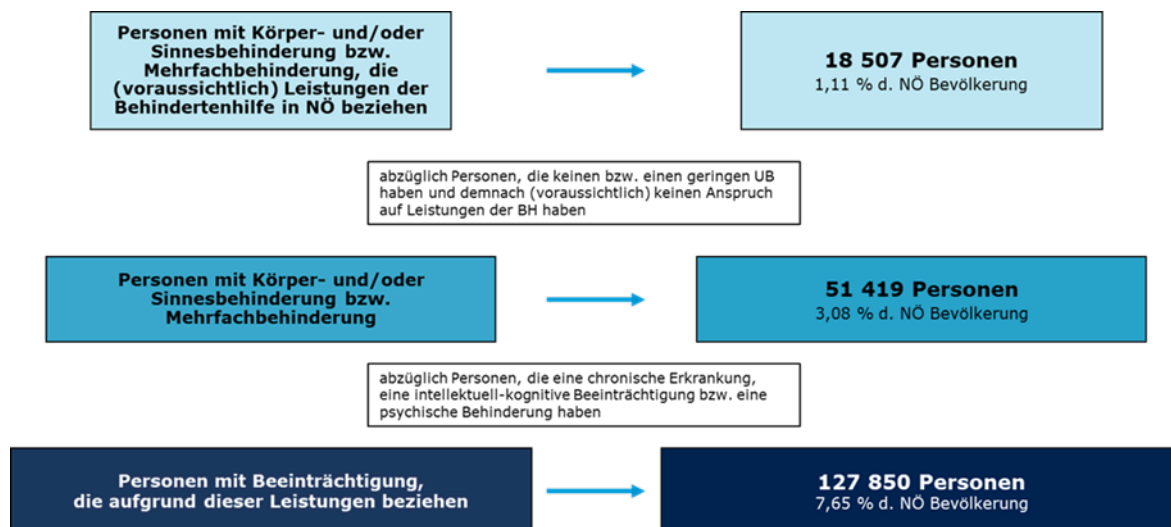 Personen mit Körper- und/oder
Sinnesbehinderung bzw.
Mehrfachbehinderung, die
(voraussichtlich) Leistungen der
Behindertenhilfe in NÖ beziehen
18 507 Personen
1,11 % d. NÖ Bevölkerung
abzüglich Personen, die keinen bzw. einen geringen UB
haben und demnach (voraussichtlich) keinen Anspruch
auf Leistungen der BH haben
Personen mit Körper- und/oder
Sinnesbehinderung bzw.
Mehrfachbehinderung
51 419 Personen
3,08 % d. NÖ Bevölkerung
abzüglich Personen, die eine chronische Erkrankung,
eine intellektuell-kognitive Beeinträchtigung bzw. eine
psychische Behinderung haben
Personen mit Beeinträchtigung,
die aufgrund dieser Leistungen beziehen
127 850 Personen
7,65 % d. NÖ Bevölkerung